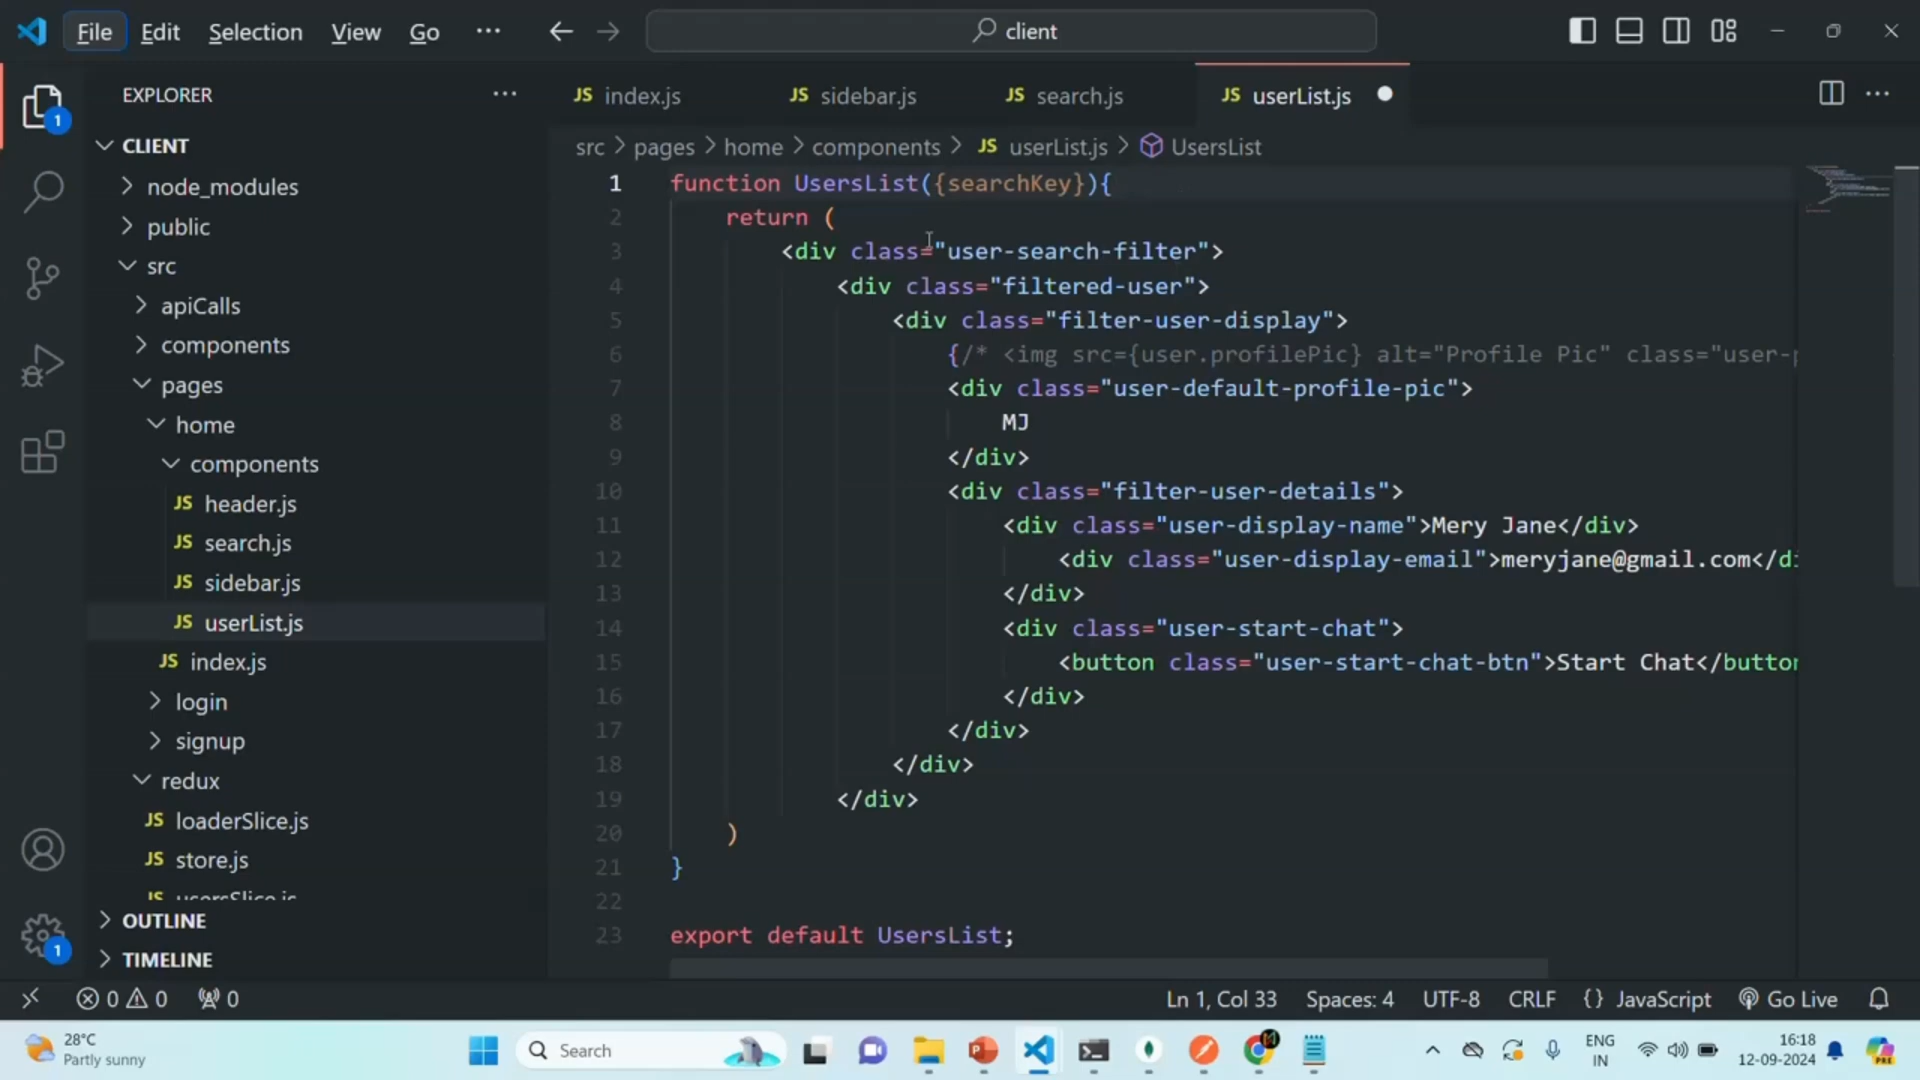 File Edit Selection View Go ··· client
EXPLORER ···
JS index.js JS sidebar.js JS search.js JS userList.js ···
src > pages > home > components > JS userList.js > UsersList
CLIENT
node_modules
public
src
apiCalls
components
pages
home
components
JS header.js
JS search.js
JS sidebar.js
JS userList.js
JS index.js
login
signup
redux
JS loaderSlice.js
JS store.js
JS usersSlice.js
OUTLINE
TIMELINE
1 function UsersList({searchKey}){
2 return (
3 <div class="user-search-filter">
4 <div class="filtered-user">
5 <div class="filter-user-display">
6 {/* <img src={user.profilePic} alt="Profile Pic" class="user-p
7 <div class="user-default-profile-pic">
8 MJ
9 </div>
10 <div class="filter-user-details">
11 <div class="user-display-name">Mery Jane</div>
12 <div class="user-display-email">meryjane@gmail.com</di
13 </div>
14 <div class="user-start-chat">
15 <button class="user-start-chat-btn">Start Chat</button
16 </div>
17 </div>
18 </div>
19 </div>
20 )
21 }
22
23 export default UsersList;
1
1
0 0 0 Ln 1, Col 33 Spaces: 4 UTF-8 CRLF {} JavaScript Go Live
28°C
Partly sunny
Search
ENG
IN
16:18
12-09-2024
PRE